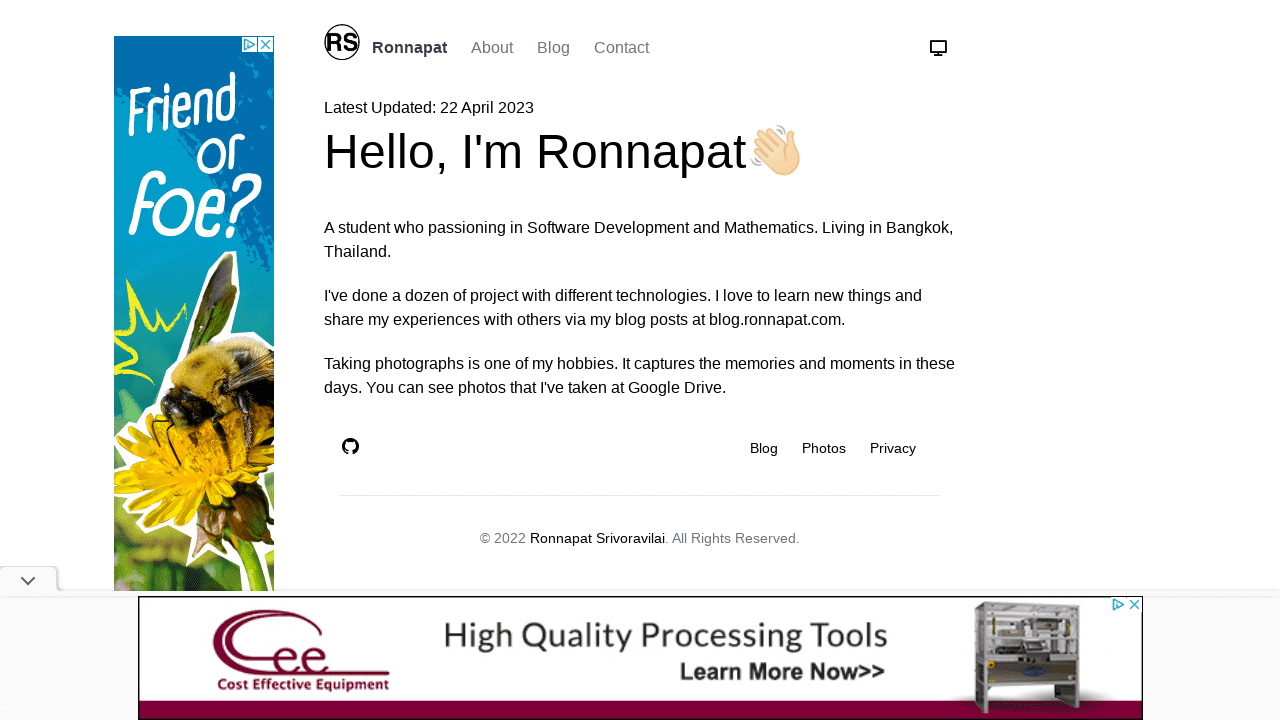 RS
Ronnapat About Blog Contact
Latest Updated: 22 April 2023
Hello, I'm Ronnapat
A student who passioning in Software Development and Mathematics. Living in Bangkok,
Thailand.
I've done a dozen of project with different technologies. I love to learn new things and
share my experiences with others via my blog posts at blog.ronnapat.com.
Taking photographs is one of my hobbies. It captures the memories and moments in these
days. You can see photos that I've taken at Google Drive.
Blog Photos Privacy
© 2022 Ronnapat Srivoravilai. All Rights Reserved.
Friend
or
foe?
Cee
Cost Effective Equipment
High Quality Processing Tools
Learn More Now>>